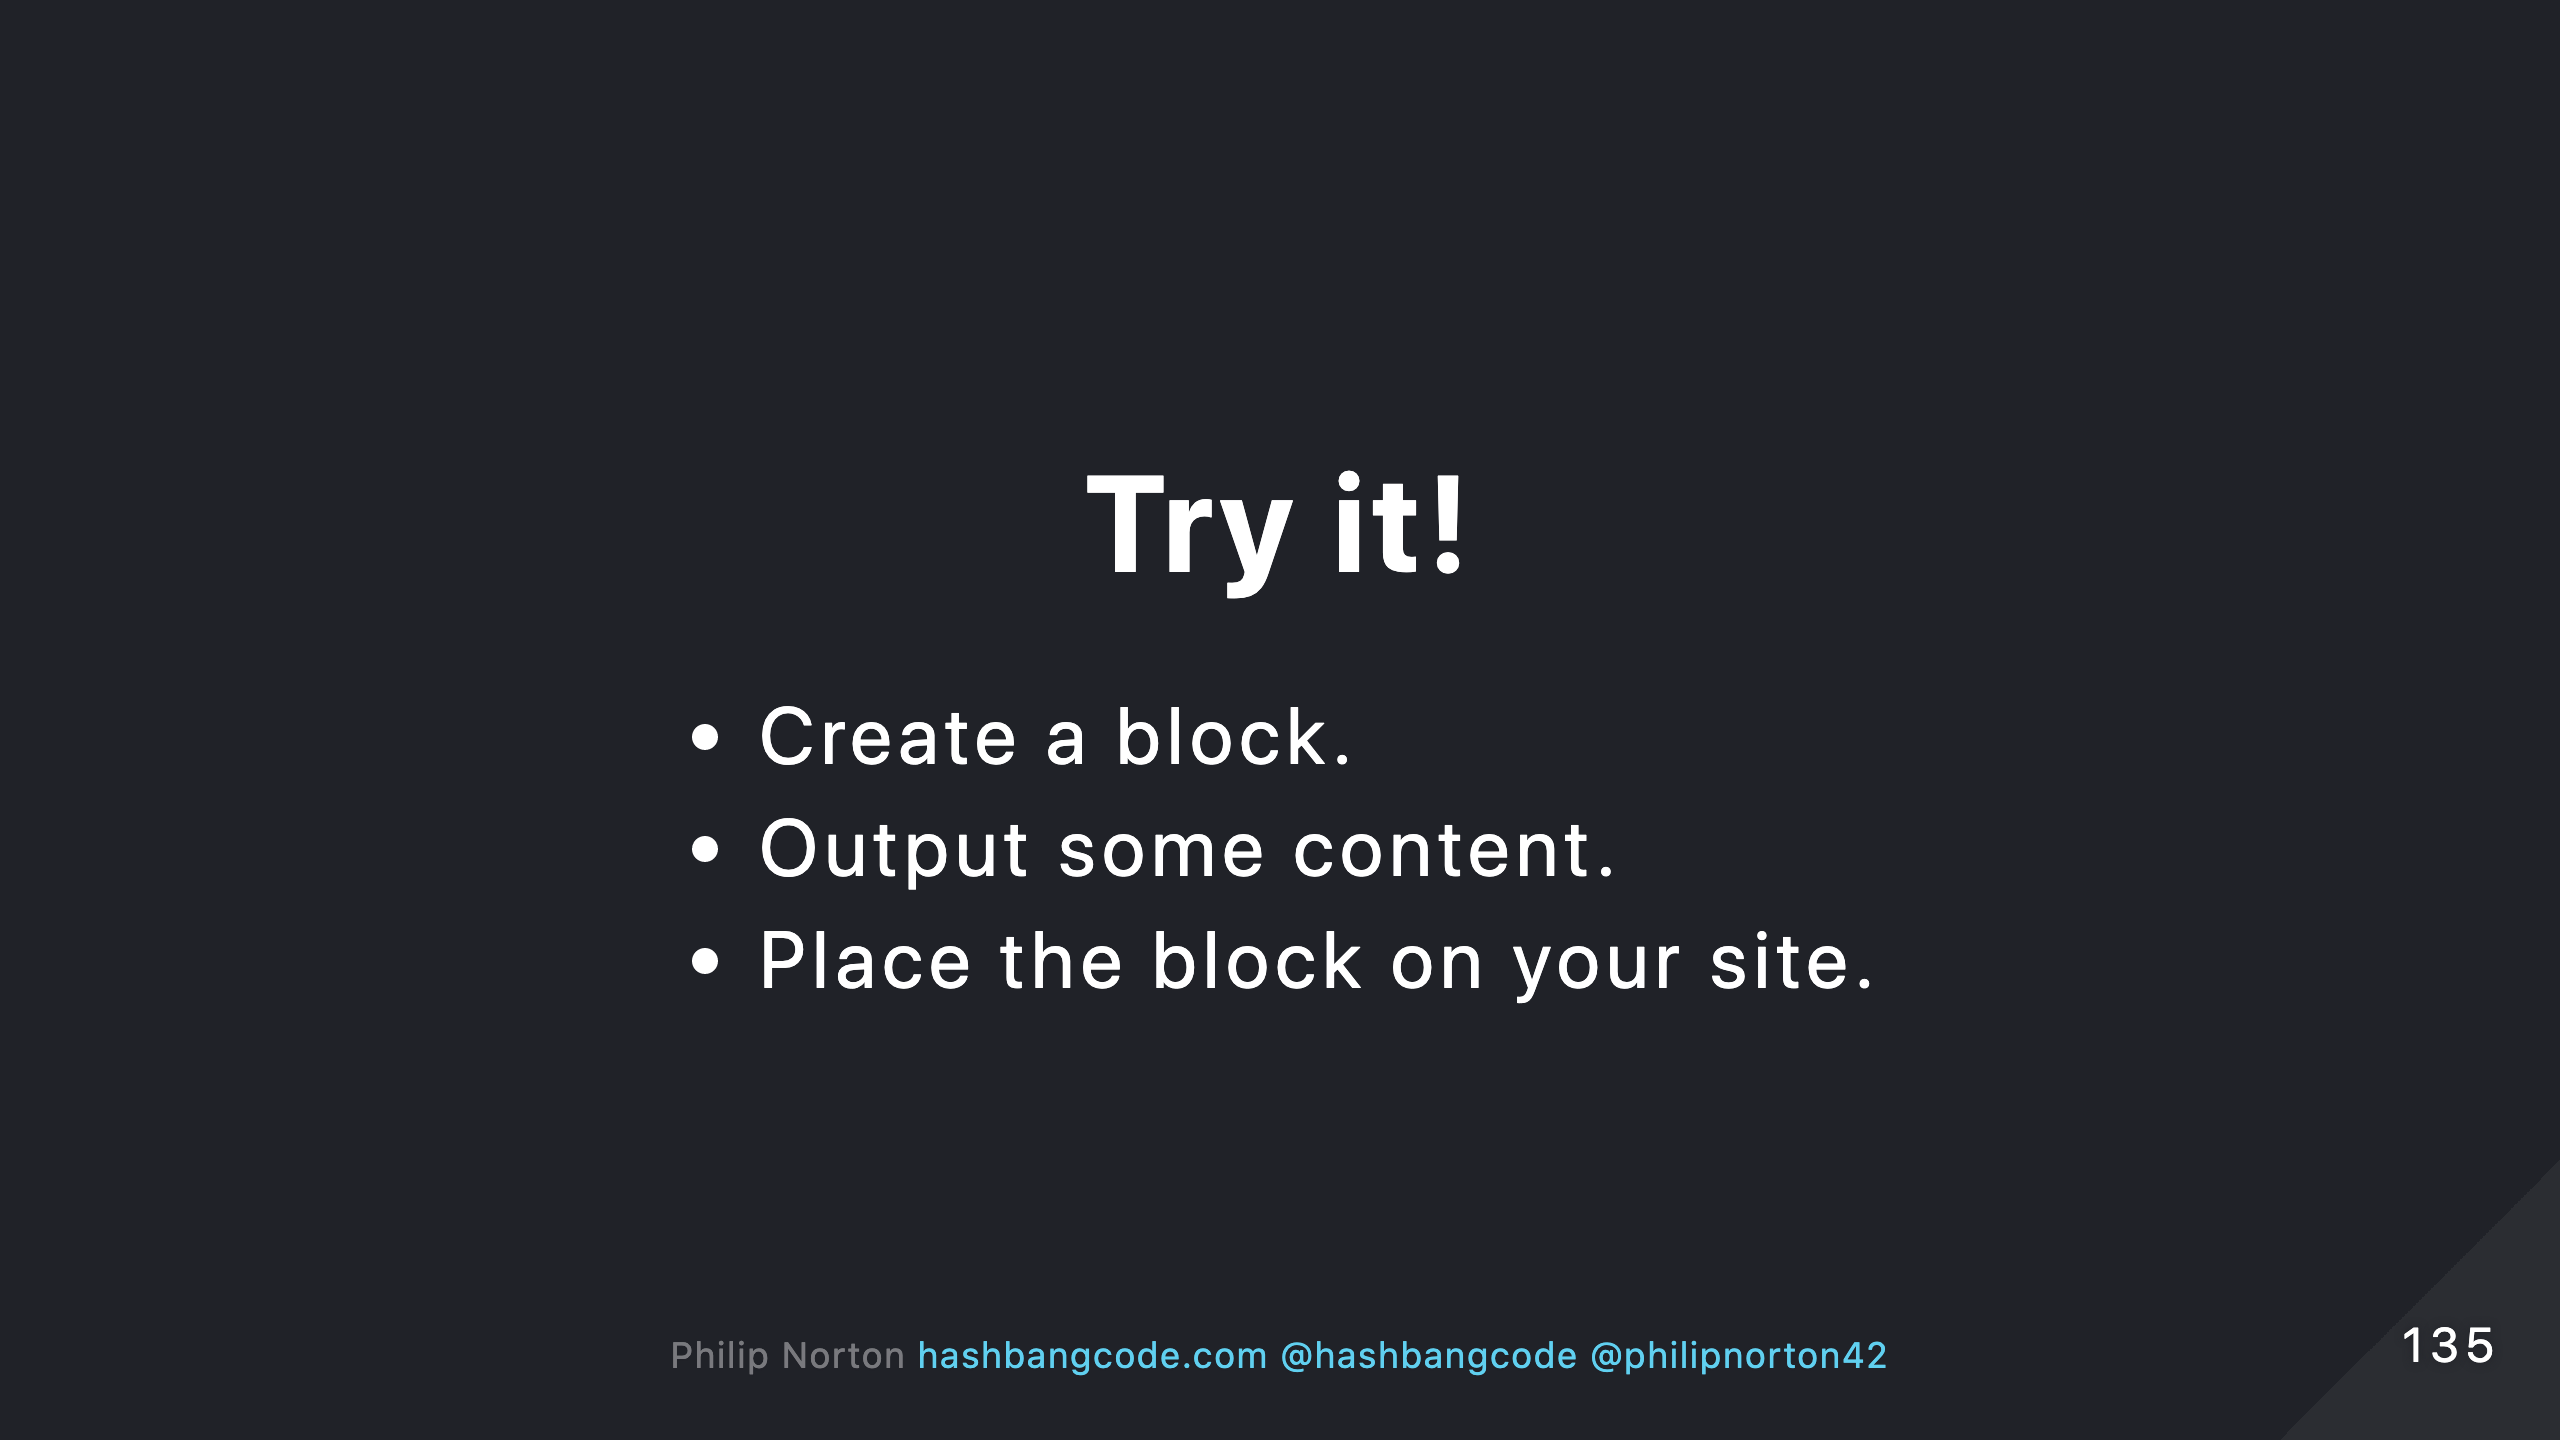 Try it!
• Create a block.
• Output some content.
• Place the block on your site.
Philip Norton hashbangcode.com @hashbangcode @philipnorton42
135